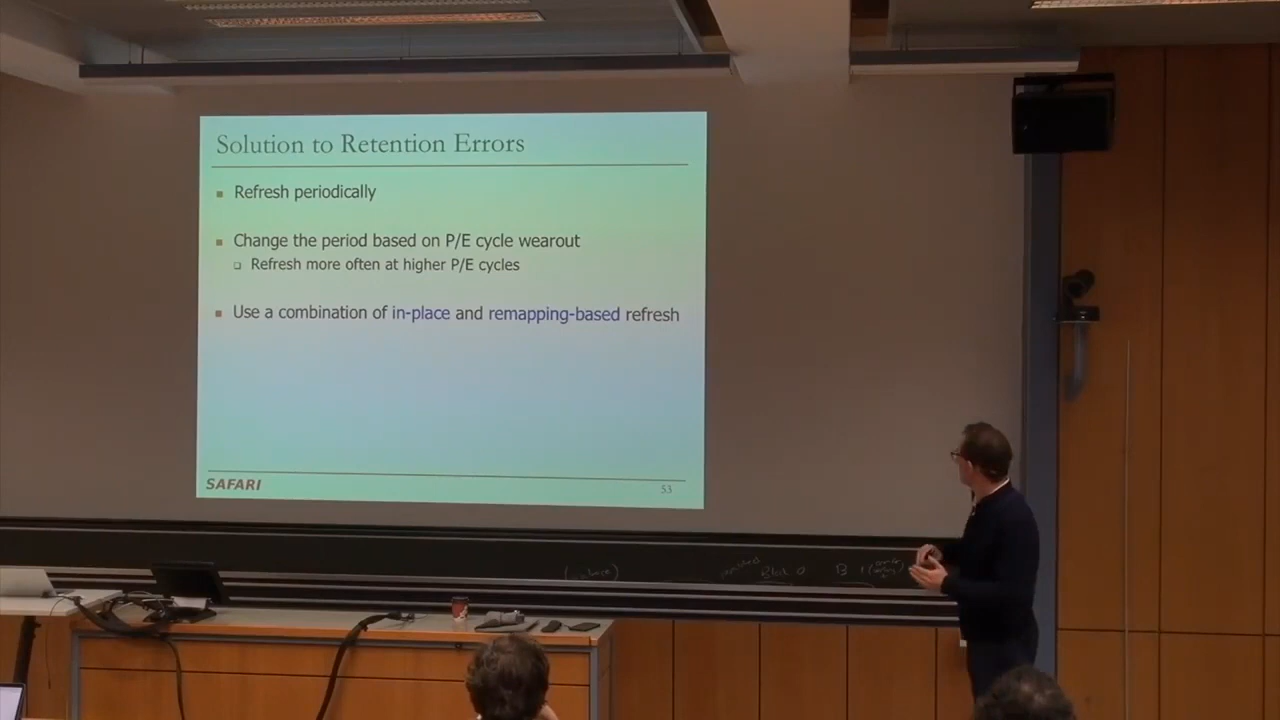 Solution to Retention Errors
Refresh periodically
Change the period based on P/E cycle wearout
Refresh more often at higher P/E cycles
Use a combination of in-place and remapping-based refresh
SAFARI
53